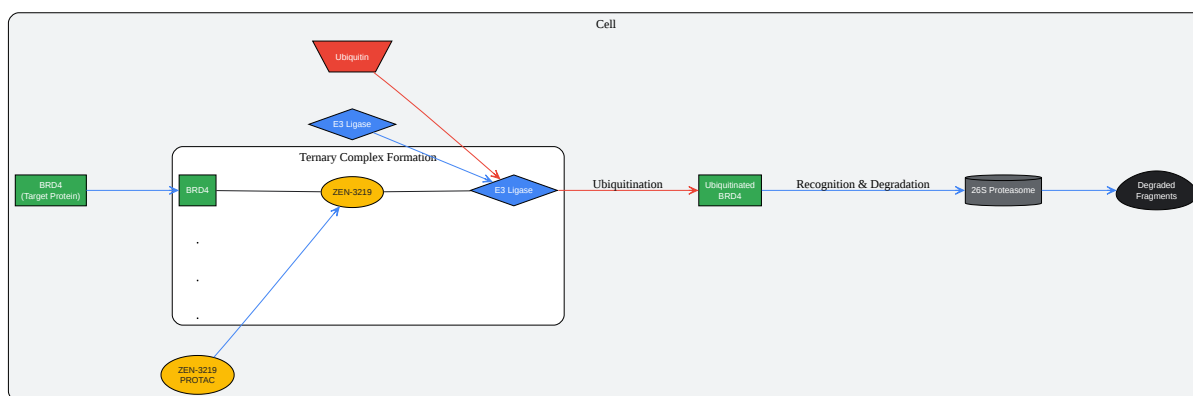 Cell
Ubiquitin
E3 Ligase
Ternary Complex Formation
BRD4
(Target Protein)
BRD4
ZEN-3219
E3 Ligase
Ubiquitination
Ubiquitinated
BRD4
Recognition & Degradation
26S Proteasome
Degraded
Fragments
.
.
.
ZEN-3219
PROTAC